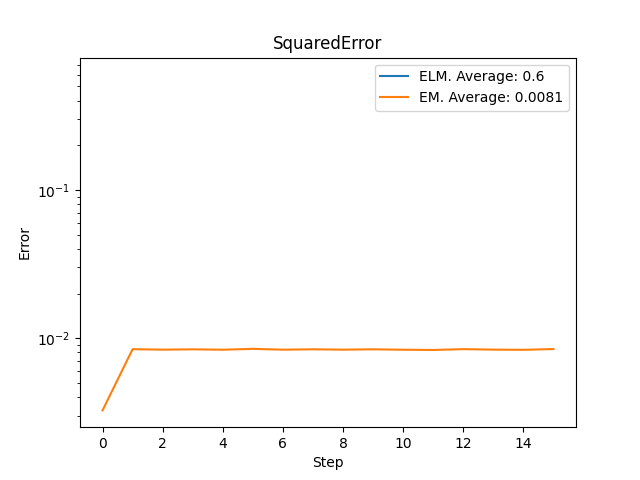 SquaredError
ELM. Average: 0.6
EM. Average: 0.0081
Error
10⁻¹
10⁻²
0 2 4 6 8 10 12 14
Step